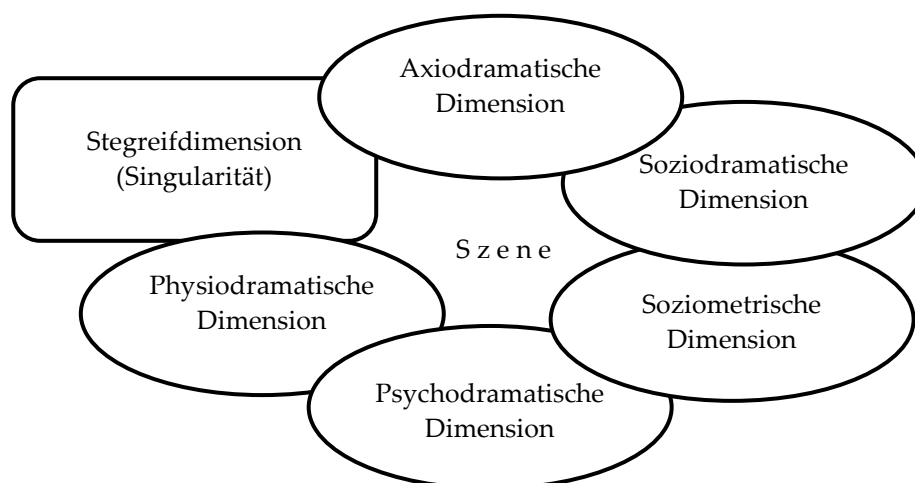 Axiodramatische
Dimension
Stegreifdimension
(Singularität)
Soziodramatische
Dimension
S z e n e
Physiodramatische
Dimension
Soziometrische
Dimension
Psychodramatische
Dimension